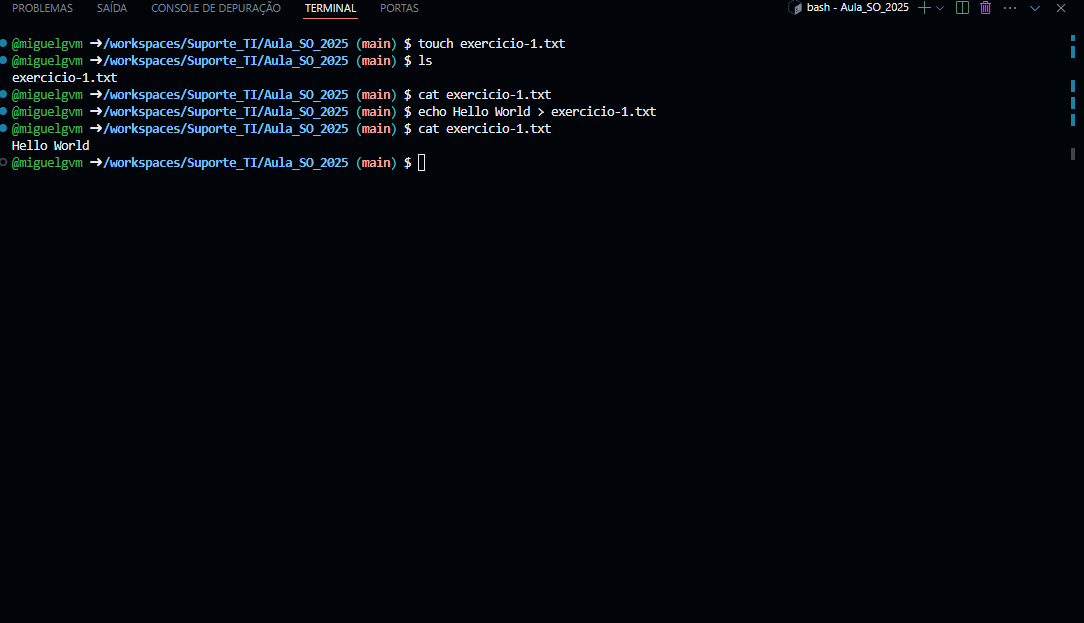 PROBLEMAS SAÍDA CONSOLE DE DEPURAÇÃO TERMINAL PORTAS bash - Aula_SO_2025
@miguelgvm ➜/workspaces/Suporte_TI/Aula_SO_2025 (main) $ touch exercicio-1.txt
@miguelgvm ➜/workspaces/Suporte_TI/Aula_SO_2025 (main) $ ls
exercicio-1.txt
@miguelgvm ➜/workspaces/Suporte_TI/Aula_SO_2025 (main) $ cat exercicio-1.txt
@miguelgvm ➜/workspaces/Suporte_TI/Aula_SO_2025 (main) $ echo Hello World > exercicio-1.txt
@miguelgvm ➜/workspaces/Suporte_TI/Aula_SO_2025 (main) $ cat exercicio-1.txt
Hello World
@miguelgvm ➜/workspaces/Suporte_TI/Aula_SO_2025 (main) $